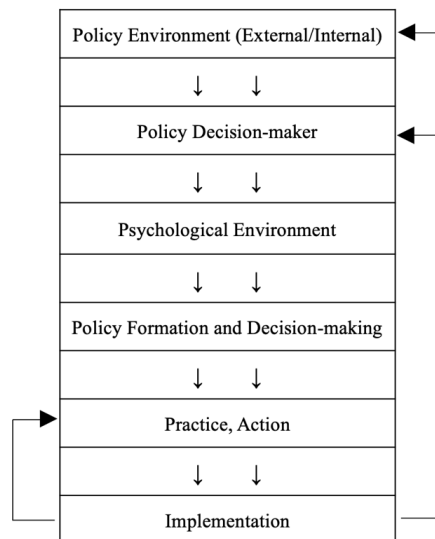 Policy Environment (External/Internal)
Policy Decision-maker
Psychological Environment
Policy Formation and Decision-making
Practice, Action
Implementation